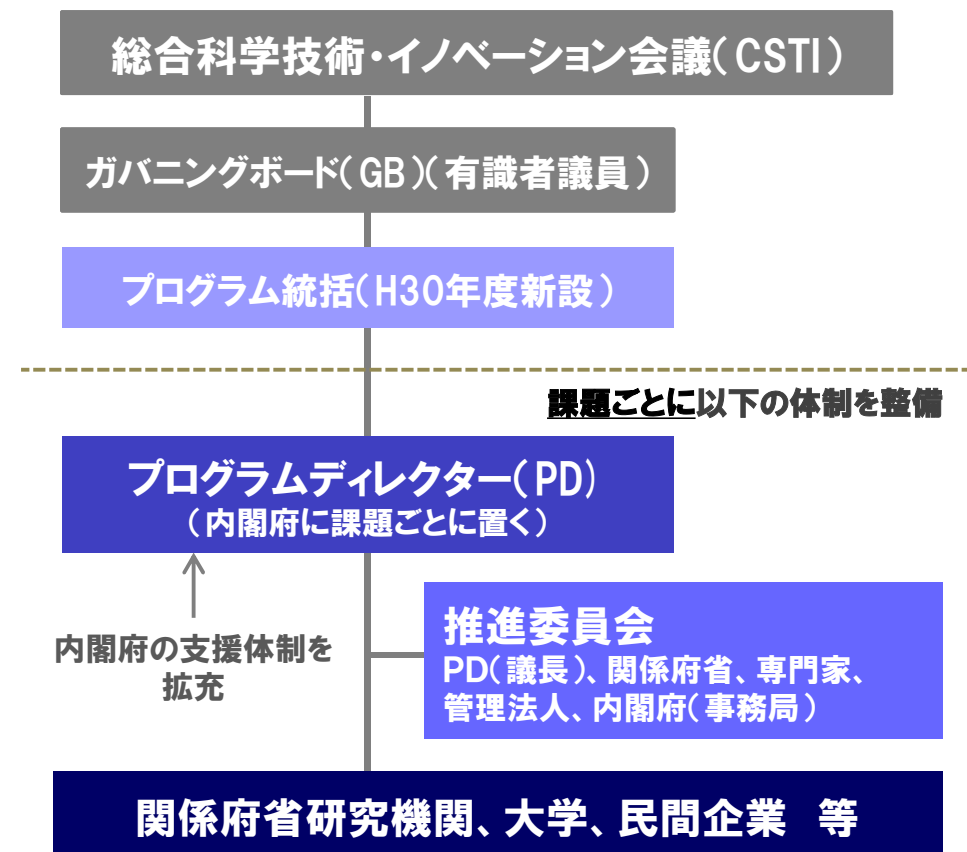 総合科学技術・イノベーション会議(CSTI)
ガバニングボード(GB)(有識者議員)
プログラム統括(H30年度新設)
課題ごとに以下の体制を整備
プログラムディレクター(PD)
(内閣府に課題ごとに置く)
内閣府の支援体制を
拡充
推進委員会
PD(議長)、関係府省、専門家、
管理法人、内閣府(事務局)
関係府省研究機関、大学、民間企業　等